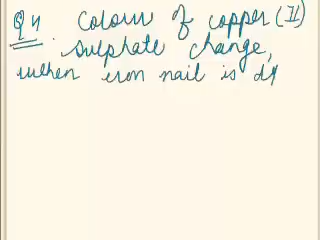 Q4. Colour of copper (II)
sulphate change,
when iron nail is